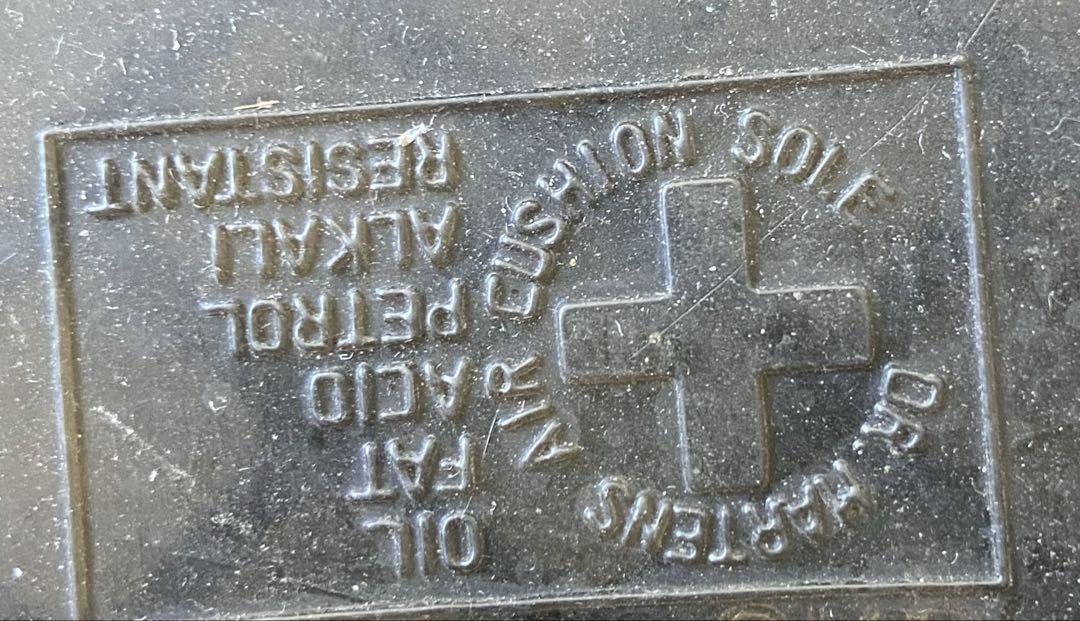 DR. MARTENS AIR CUSHION SOLE
OIL
FAT
ACID
PETROL
ALKALI
RESISTANT